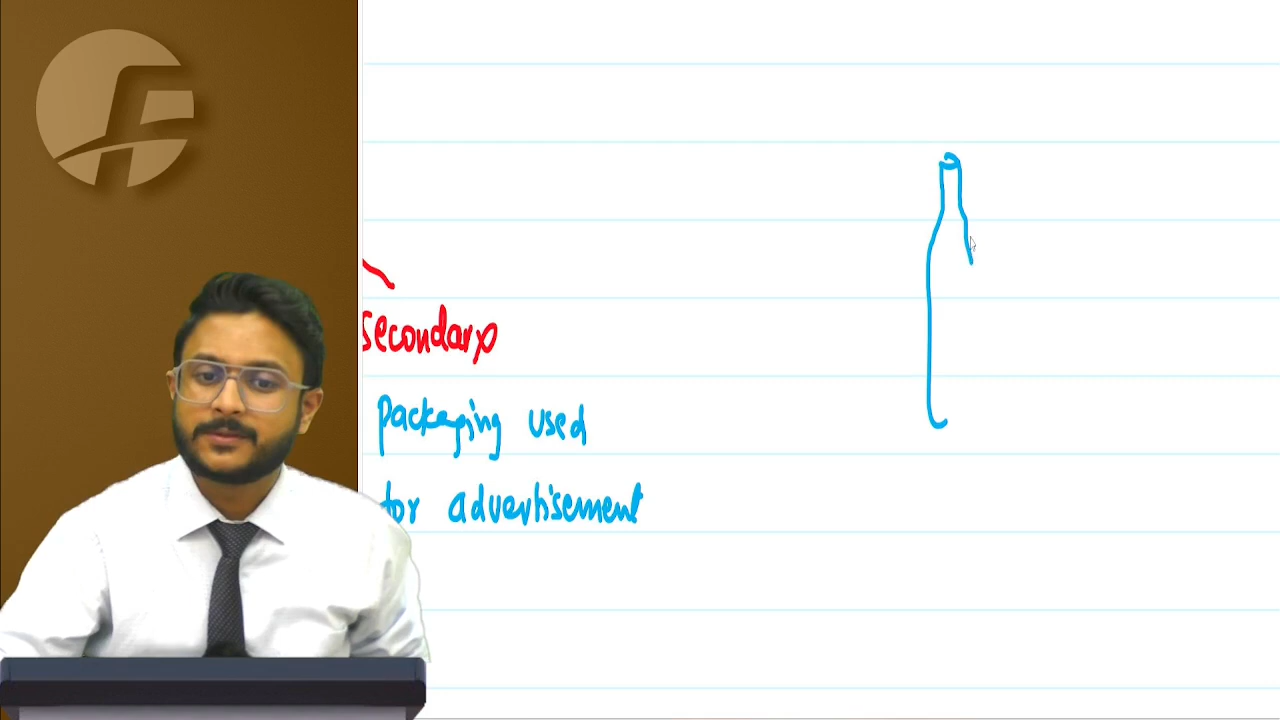 secondary
packaging used
for advertisement